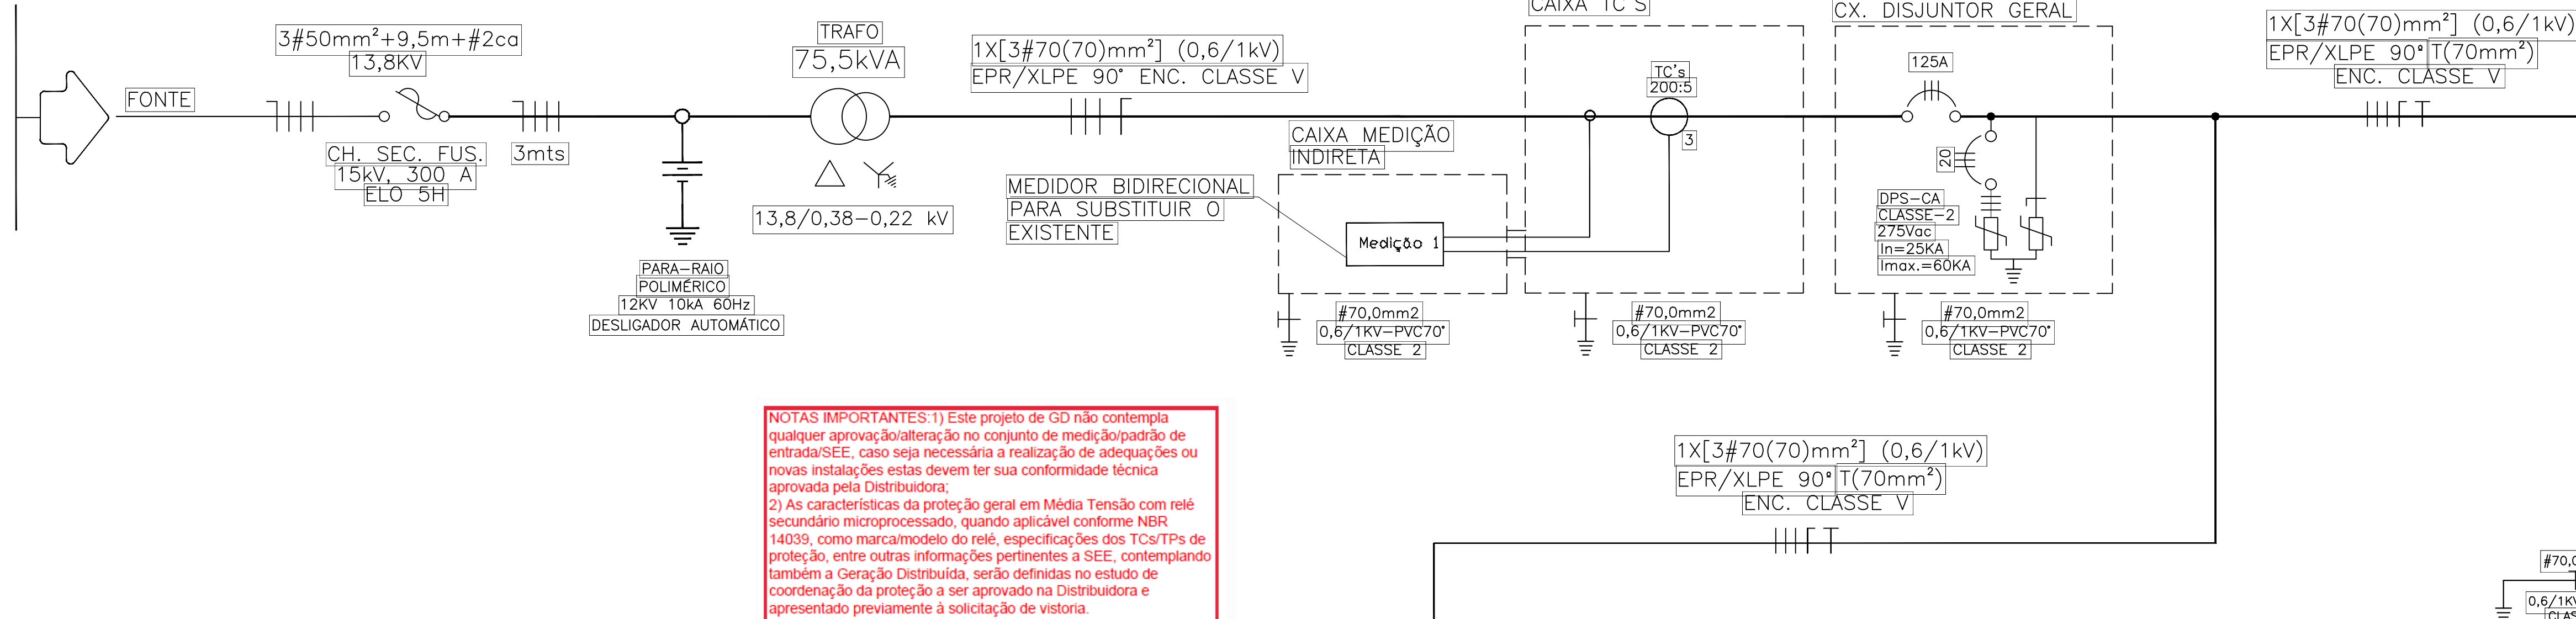 3#50mm²+9,5m+#2ca
13,8KV
FONTE
CH. SEC. FUS.
15kV, 300 A
ELO 5H
3mts
PARA-RAIO
POLIMÉRICO
12KV 10kA 60Hz
DESLIGADOR AUTOMÁTICO
TRAFO
75,5kVA
13,8/0,38-0,22 kV
1X[3#70(70)mm²] (0,6/1kV)
EPR/XLPE 90° ENC. CLASSE V
MEDIDOR BIDIRECIONAL
PARA SUBSTITUIR O
EXISTENTE
CAIXA MEDIÇÃO
INDIRETA
Medição 1
#70,0mm2
0,6/1KV-PVC70°
CLASSE 2
CAIXA TC'S
TC's
200:5
3
#70,0mm2
0,6/1KV-PVC70°
CLASSE 2
CX. DISJUNTOR GERAL
125A
20
DPS-CA
CLASSE-2
275Vac
In=25KA
Imax.=60KA
#70,0mm2
0,6/1KV-PVC70°
CLASSE 2
1X[3#70(70)mm²] (0,6/1kV)
EPR/XLPE 90° T(70mm²)
ENC. CLASSE V
NOTAS IMPORTANTES:1) Este projeto de GD não contempla
qualquer aprovação/alteração no conjunto de medição/padrão de
entrada/SEE, caso seja necessária a realização de adequações ou
novas instalações estas devem ter sua conformidade técnica
aprovada pela Distribuidora;
2) As características da proteção geral em Média Tensão com relé
secundário microprocessado, quando aplicável conforme NBR
14039, como marca/modelo do relé, especificações dos TCs/TPs de
proteção, entre outras informações pertinentes a SEE, contemplando
também a Geração Distribuída, serão definidas no estudo de
coordenação da proteção a ser aprovado na Distribuidora e
apresentado previamente à solicitação de vistoria.
1X[3#70(70)mm²] (0,6/1kV)
EPR/XLPE 90° T(70mm²)
ENC. CLASSE V